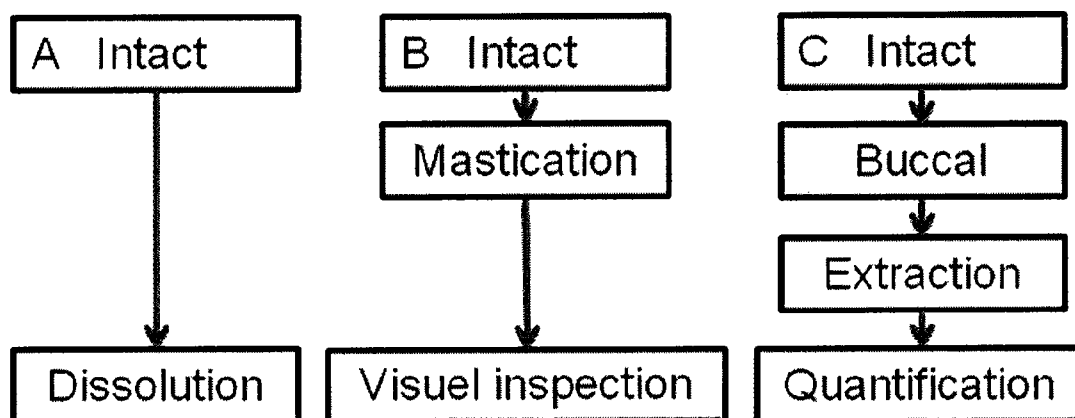 A Intact
Dissolution
B Intact
Mastication
Visuel inspection
C Intact
Buccal
Extraction
Quantification